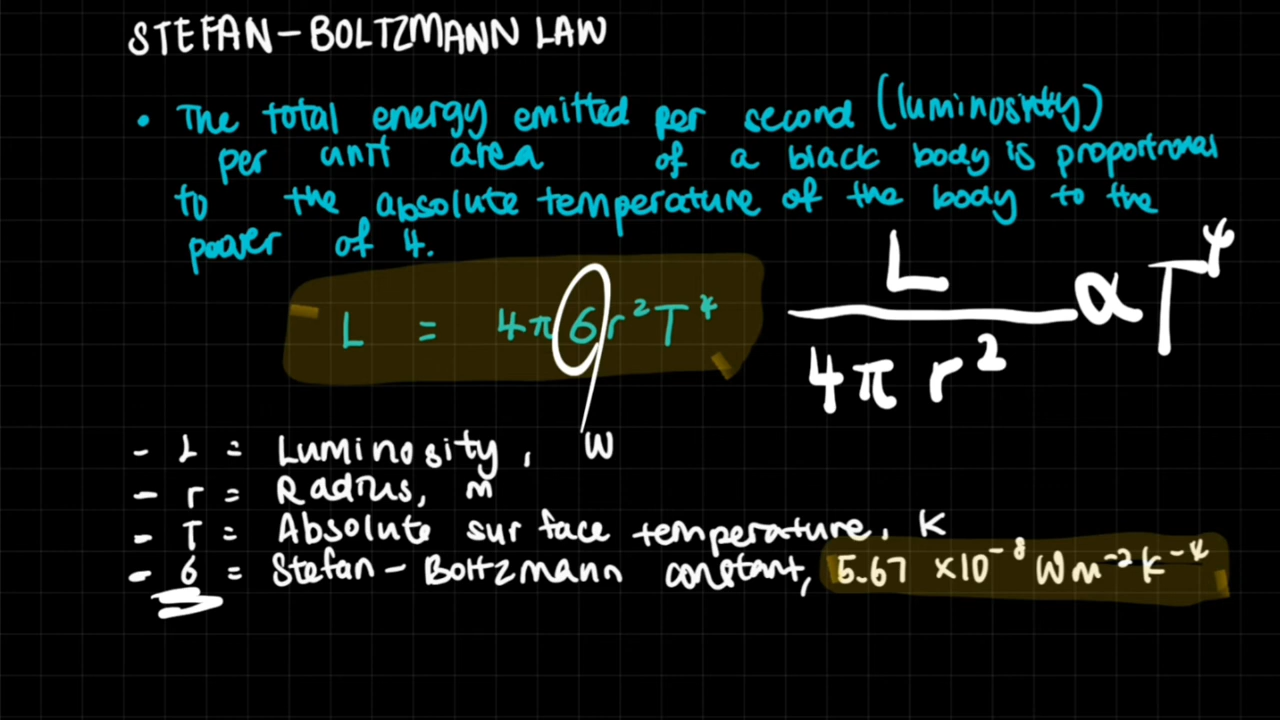 STEFAN-BOLTZMANN LAW
• The total energy emitted per second (luminosity)
per unit area of a black body is proportional
to the absolute temperature of the body to the
power of 4.
L = 4π6r²T⁴
L
4πr²
∝ T⁴
- L = Luminosity, W
- r = Radius, m
- T = Absolute surface temperature, K
- 6 = Stefan-Boltzmann constant, 5.67 ×10⁻⁸ Wm⁻²K⁻⁴